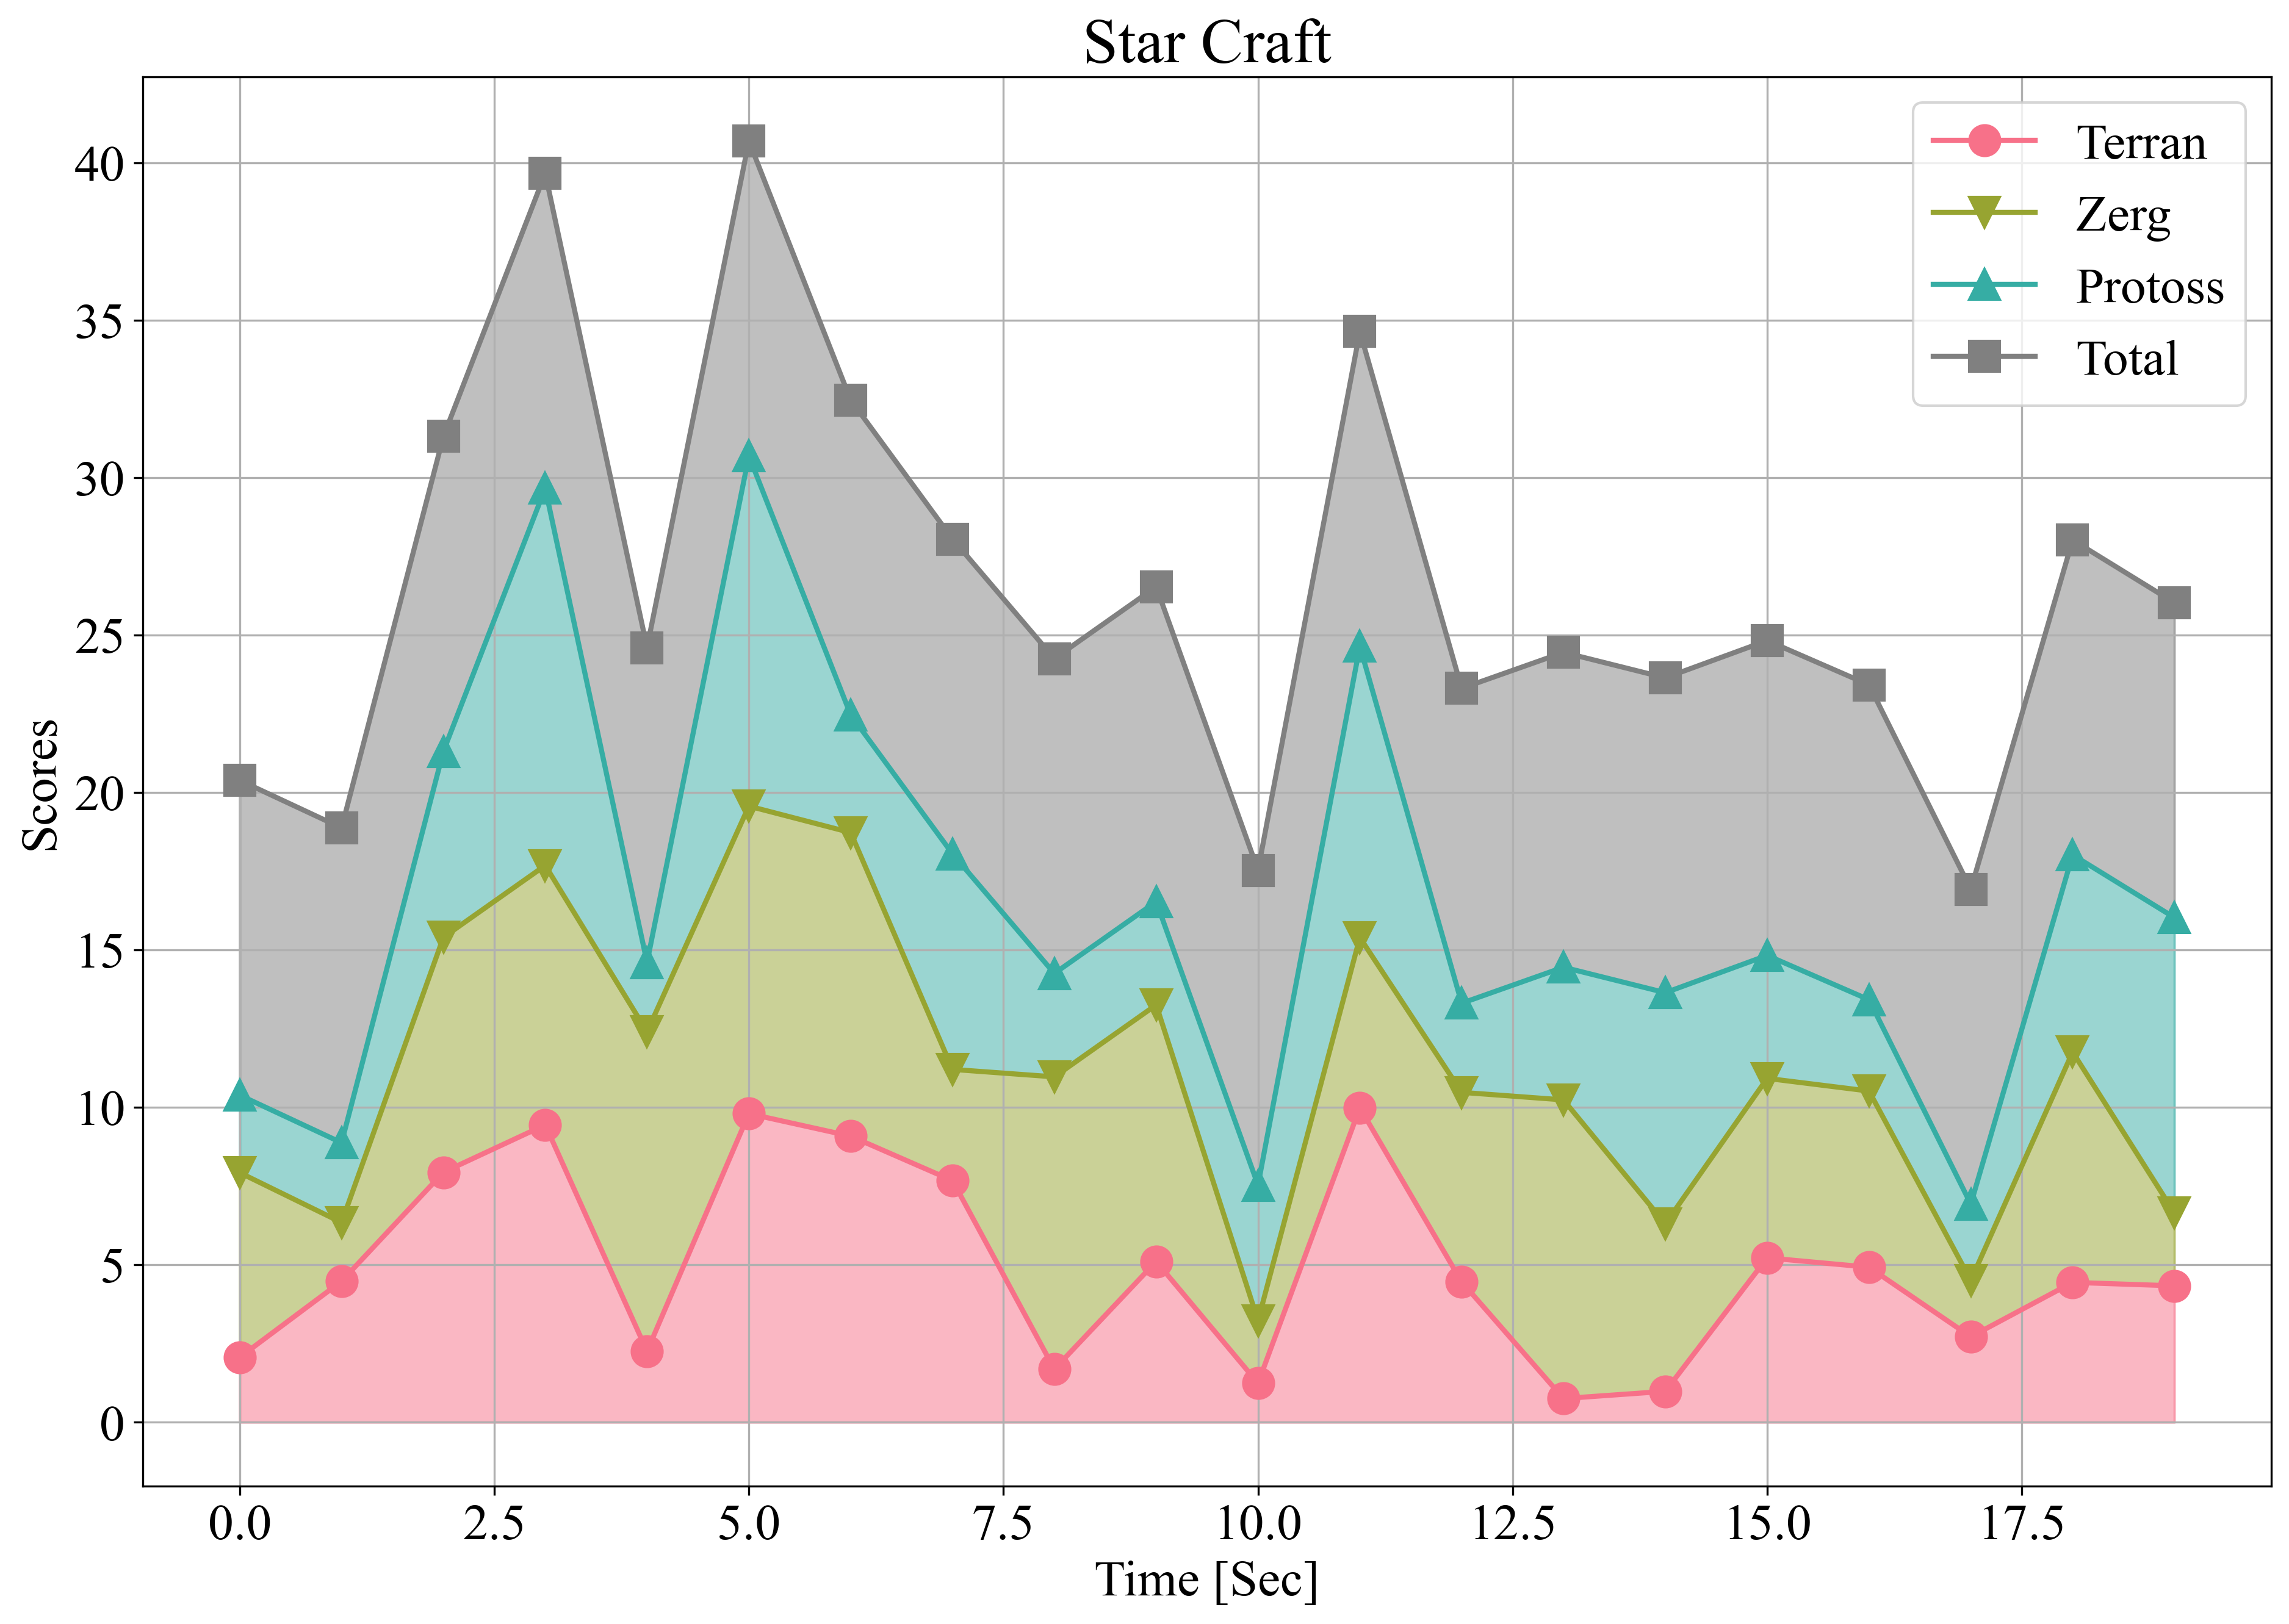 Star Craft
Terran
Zerg
Protoss
Total
40
35
30
25
20
15
10
5
0
Scores
0.0 2.5 5.0 7.5 10.0 12.5 15.0 17.5
Time [Sec]